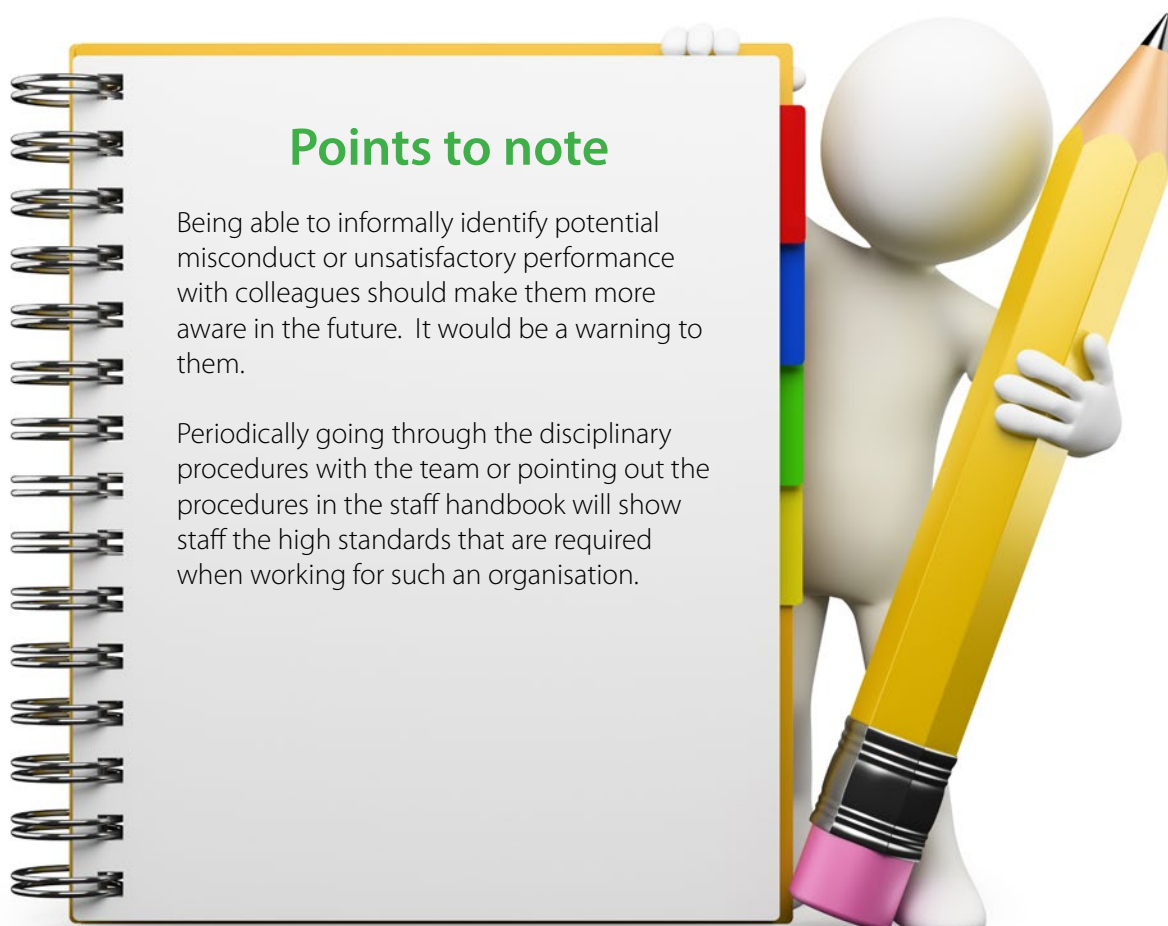 Points to note
Being able to informally identify potential
misconduct or unsatisfactory performance
with colleagues should make them more
aware in the future.  It would be a warning to
them.
Periodically going through the disciplinary
procedures with the team or pointing out the
procedures in the staff handbook will show
staff the high standards that are required
when working for such an organisation.